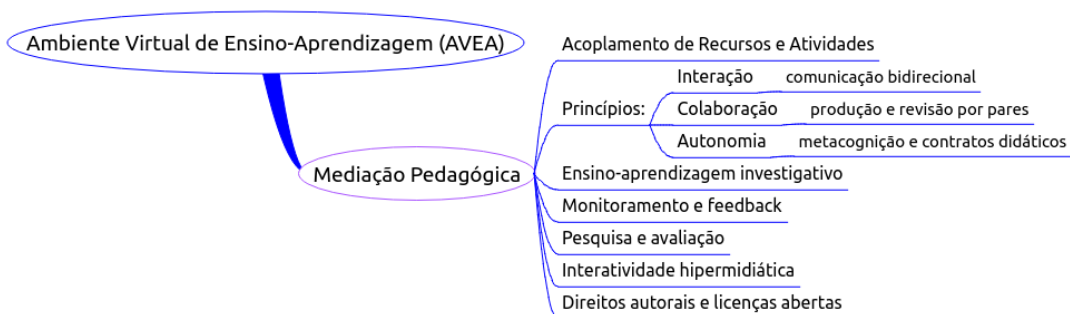 Ambiente Virtual de Ensino-Aprendizagem (AVEA)
Mediação Pedagógica
Acoplamento de Recursos e Atividades
Princípios:
Interação
comunicação bidirecional
Colaboração
produção e revisão por pares
Autonomia
metacognição e contratos didáticos
Ensino-aprendizagem investigativo
Monitoramento e feedback
Pesquisa e avaliação
Interatividade hipermidiática
Direitos autorais e licenças abertas